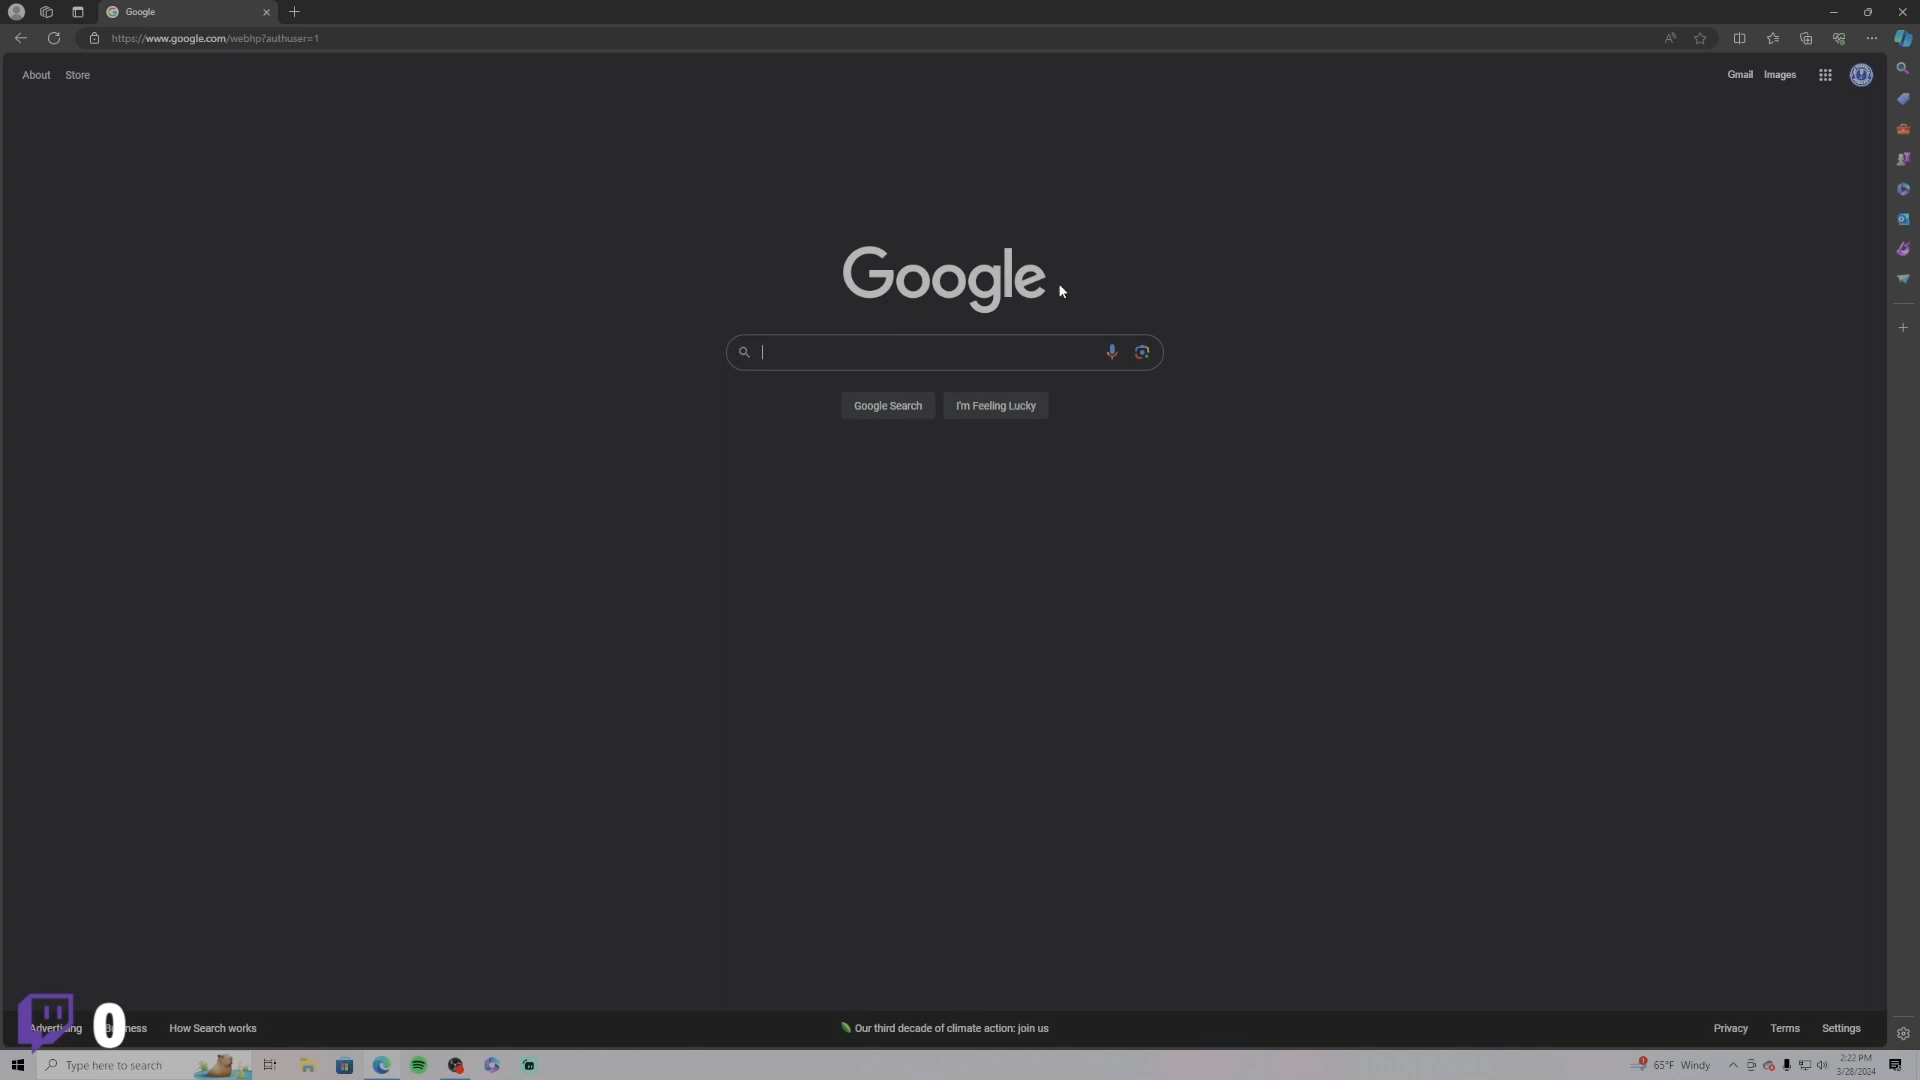 Google
https://www.google.com/webhp?authuser=1
About Store
Gmail Images
Google
Google Search I'm Feeling Lucky
Advertising Business How Search works
0
Our third decade of climate action: join us
Privacy Terms Settings
Type here to search
65°F Windy
2:22 PM
3/28/2024